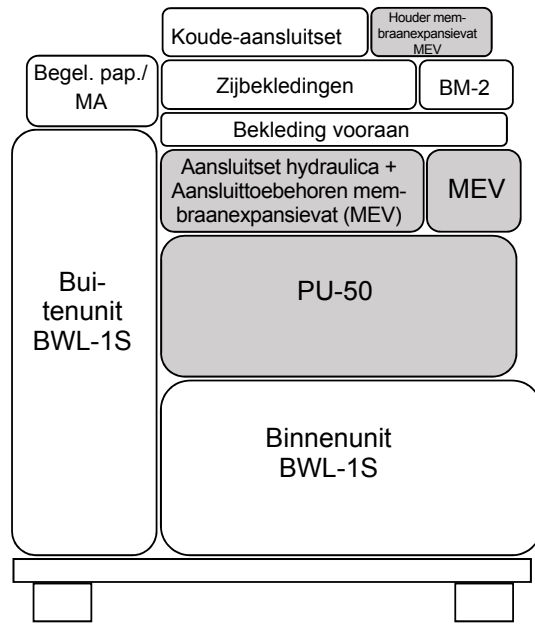 Koude-aansluitset
Houder mem-
braanexpansievat
MEV
Begel. pap./
MA
Zijbekledingen
BM-2
Bekleding vooraan
Aansluitset hydraulica +
Aansluittoebehoren mem-
braanexpansievat (MEV)
MEV
Bui-
tenunit
BWL-1S
PU-50
Binnenunit
BWL-1S